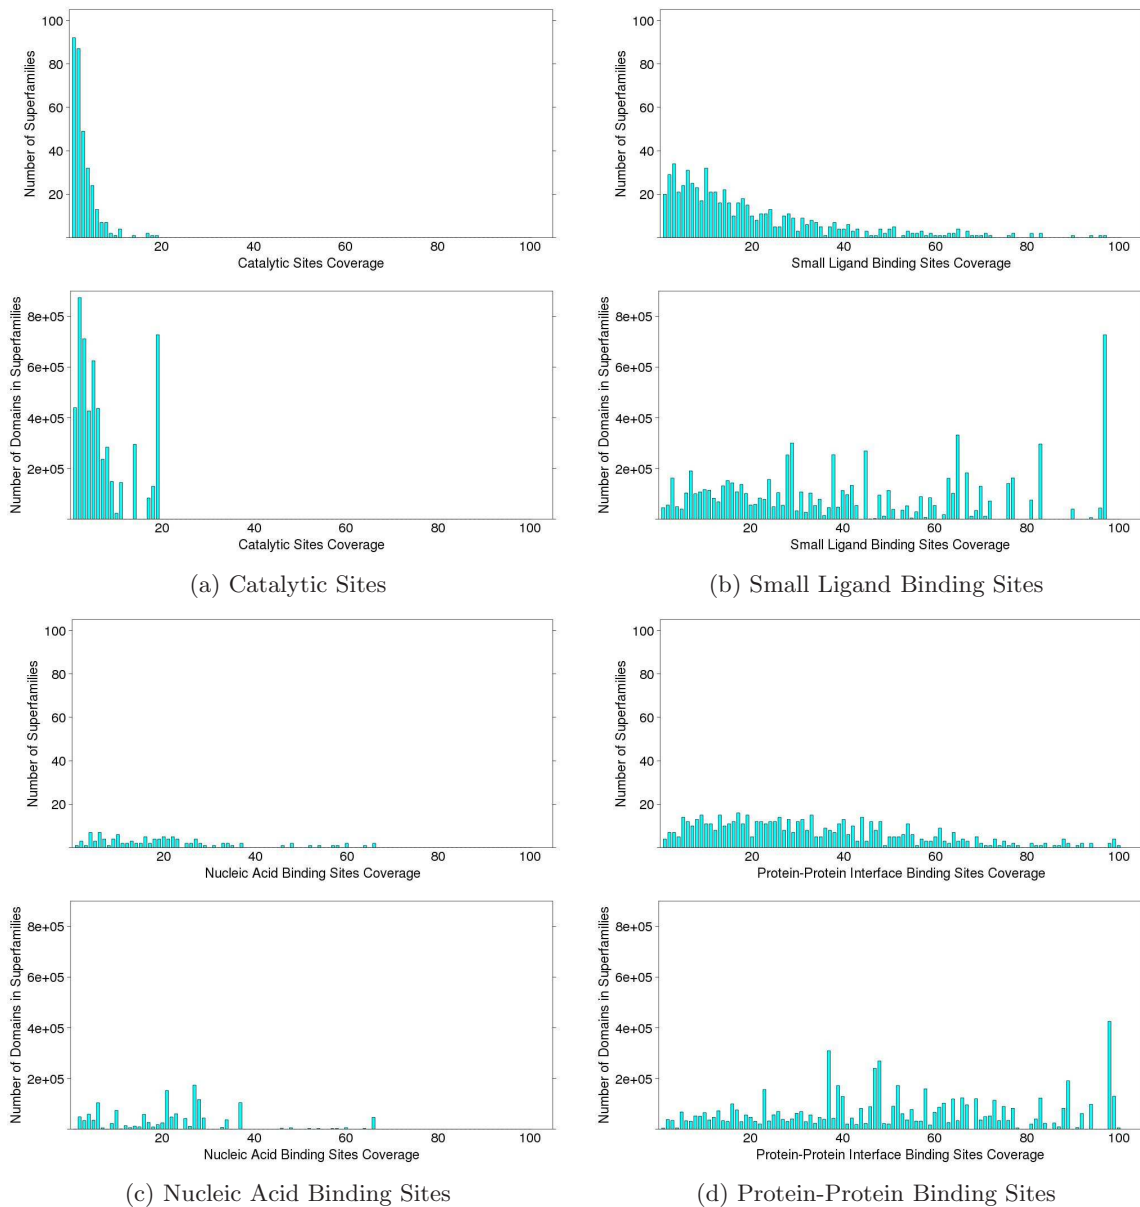 100
80
60
40
20
Number of Superfamilies
20 40 60 80 100
Catalytic Sites Coverage
100
80
60
40
20
Number of Superfamilies
20 40 60 80 100
Small Ligand Binding Sites Coverage
8e+05
6e+05
4e+05
2e+05
Number of Domains in Superfamilies
20 40 60 80 100
Catalytic Sites Coverage
8e+05
6e+05
4e+05
2e+05
Number of Domains in Superfamilies
20 40 60 80 100
Small Ligand Binding Sites Coverage
(a) Catalytic Sites
(b) Small Ligand Binding Sites
100
80
60
40
20
Number of Superfamilies
20 40 60 80 100
Nucleic Acid Binding Sites Coverage
100
80
60
40
20
Number of Superfamilies
20 40 60 80 100
Protein-Protein Interface Binding Sites Coverage
8e+05
6e+05
4e+05
2e+05
Number of Domains in Superfamilies
20 40 60 80 100
Nucleic Acid Binding Sites Coverage
8e+05
6e+05
4e+05
2e+05
Number of Domains in Superfamilies
20 40 60 80 100
Protein-Protein Interface Binding Sites Coverage
(c) Nucleic Acid Binding Sites
(d) Protein-Protein Binding Sites